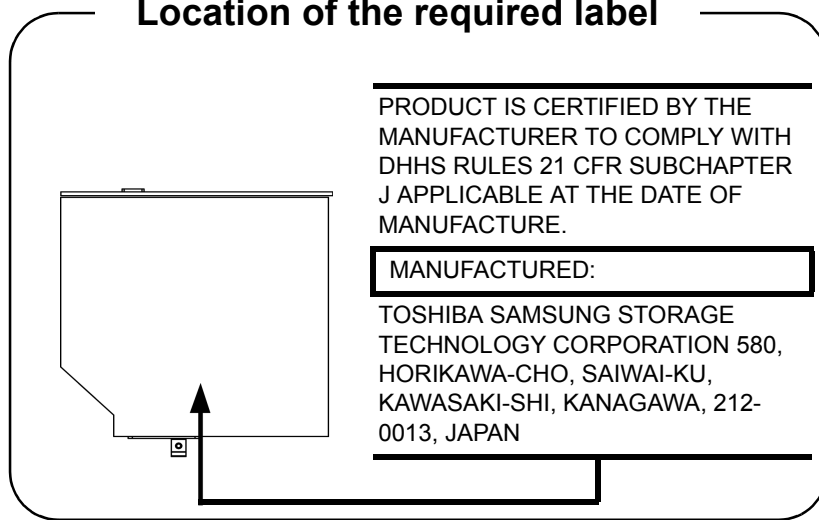 Location of the required label
PRODUCT IS CERTIFIED BY THE
MANUFACTURER TO COMPLY WITH
DHHS RULES 21 CFR SUBCHAPTER
J APPLICABLE AT THE DATE OF
MANUFACTURE.
MANUFACTURED:
TOSHIBA SAMSUNG STORAGE
TECHNOLOGY CORPORATION 580,
HORIKAWA-CHO, SAIWAI-KU,
KAWASAKI-SHI, KANAGAWA, 212-
0013, JAPAN